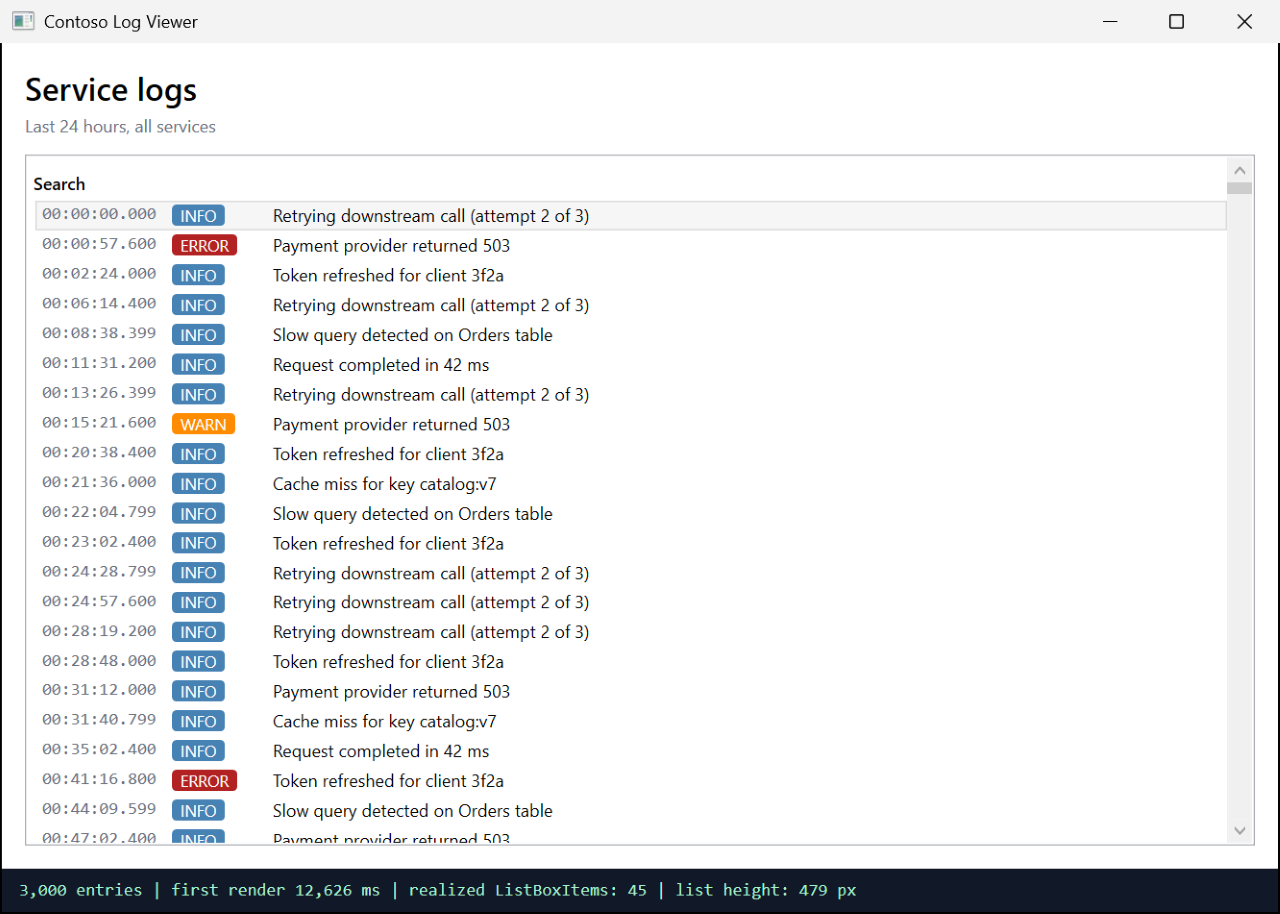 Contoso Log Viewer
Service logs
Last 24 hours, all services
Search
00:00:00.000 INFO Retrying downstream call (attempt 2 of 3)
00:00:57.600 ERROR Payment provider returned 503
00:02:24.000 INFO Token refreshed for client 3f2a
00:06:14.400 INFO Retrying downstream call (attempt 2 of 3)
00:08:38.399 INFO Slow query detected on Orders table
00:11:31.200 INFO Request completed in 42 ms
00:13:26.399 INFO Retrying downstream call (attempt 2 of 3)
00:15:21.600 WARN Payment provider returned 503
00:20:38.400 INFO Token refreshed for client 3f2a
00:21:36.000 INFO Cache miss for key catalog:v7
00:22:04.799 INFO Slow query detected on Orders table
00:23:02.400 INFO Token refreshed for client 3f2a
00:24:28.799 INFO Retrying downstream call (attempt 2 of 3)
00:24:57.600 INFO Retrying downstream call (attempt 2 of 3)
00:28:19.200 INFO Retrying downstream call (attempt 2 of 3)
00:28:48.000 INFO Token refreshed for client 3f2a
00:31:12.000 INFO Payment provider returned 503
00:31:40.799 INFO Cache miss for key catalog:v7
00:35:02.400 INFO Request completed in 42 ms
00:41:16.800 ERROR Token refreshed for client 3f2a
00:44:09.599 INFO Slow query detected on Orders table
00:47:02.400 INFO Payment provider returned 503
3,000 entries | first render 12,626 ms | realized ListBoxItems: 45 | list height: 479 px